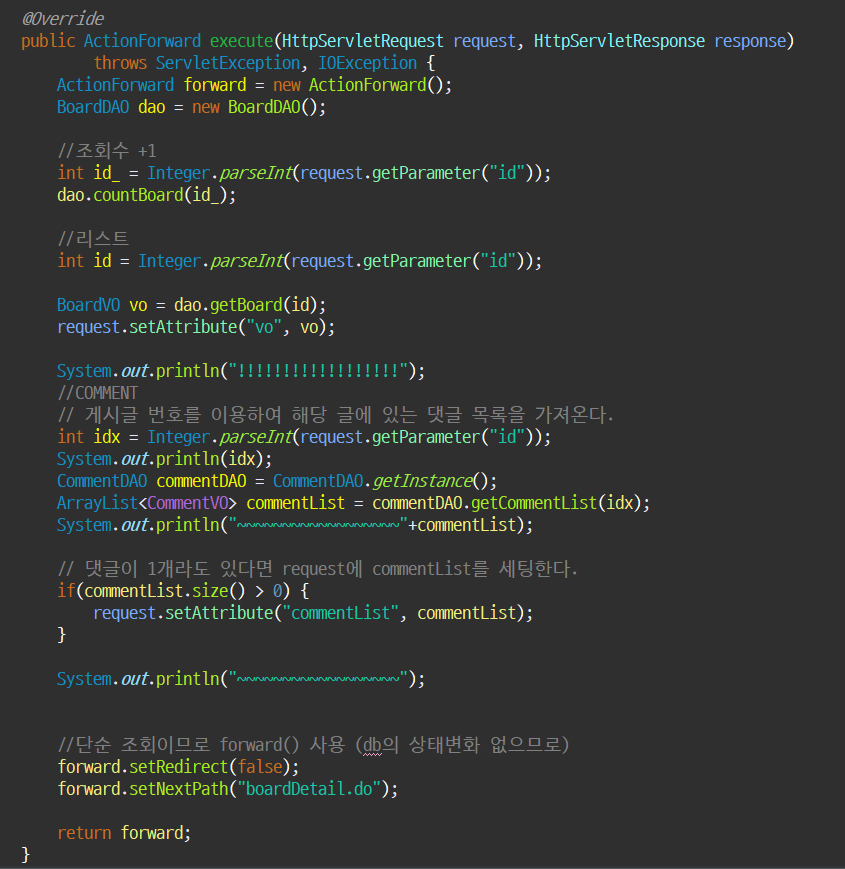 @Override
public ActionForward execute(HttpServletRequest request, HttpServletResponse response)
        throws ServletException, IOException {
    ActionForward forward = new ActionForward();
    BoardDAO dao = new BoardDAO();

    //조회수 +1
    int id_ = Integer.parseInt(request.getParameter("id"));
    dao.countBoard(id_);

    //리스트
    int id = Integer.parseInt(request.getParameter("id"));

    BoardVO vo = dao.getBoard(id);
    request.setAttribute("vo", vo);

    System.out.println("!!!!!!!!!!!!!!!!!!");
    //COMMENT
    // 게시글 번호를 이용하여 해당 글에 있는 댓글 목록을 가져온다.
    int idx = Integer.parseInt(request.getParameter("id"));
    System.out.println(idx);
    CommentDAO commentDAO = CommentDAO.getInstance();
    ArrayList<CommentVO> commentList = commentDAO.getCommentList(idx);
    System.out.println("~~~~~~~~~~~~~~~~~~"+commentList);

    // 댓글이 1개라도 있다면 request에 commentList를 세팅한다.
    if(commentList.size() > 0) {
        request.setAttribute("commentList", commentList);
    }

    System.out.println("~~~~~~~~~~~~~~~~~~");


    //단순 조회이므로 forward() 사용 (db의 상태변화 없으므로)
    forward.setRedirect(false);
    forward.setNextPath("boardDetail.do");

    return forward;
}